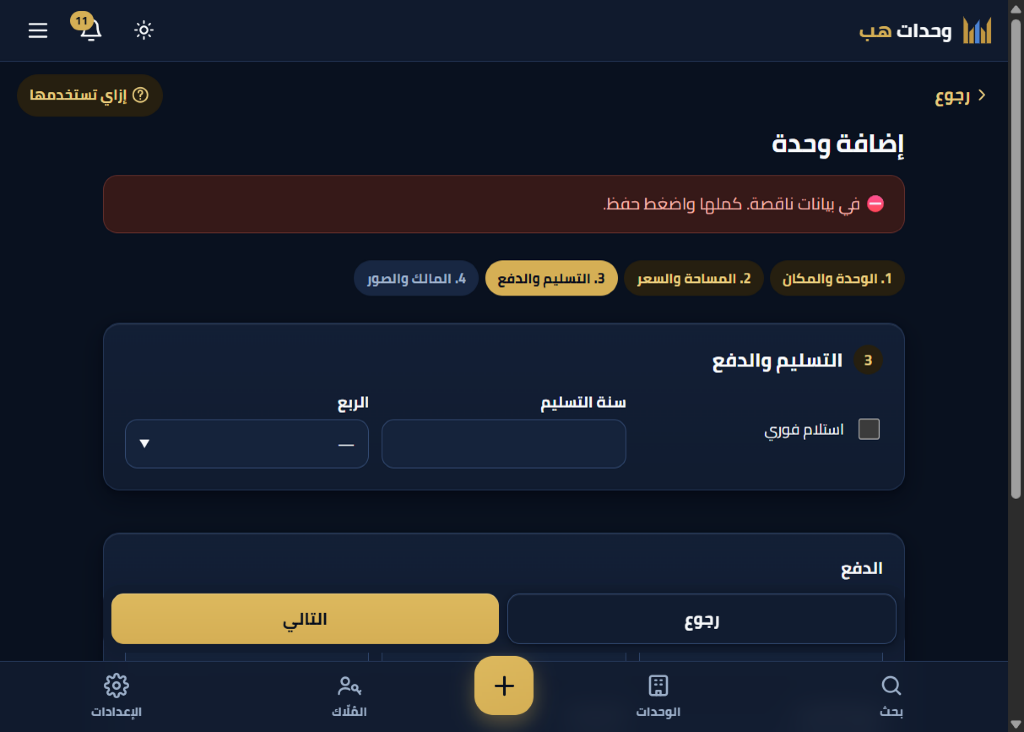 وحدات هب
11
رجوع
إزاي تستخدمها
إضافة وحدة
في بيانات ناقصة. كملها واضغط حفظ.
1. الوحدة والمكان
2. المساحة والسعر
3. التسليم والدفع
4. المالك والصور
3 التسليم والدفع
استلام فوري
سنة التسليم
الربع
—
الدفع
رجوع
التالي
بحث
الوحدات
المُلّاك
الإعدادات